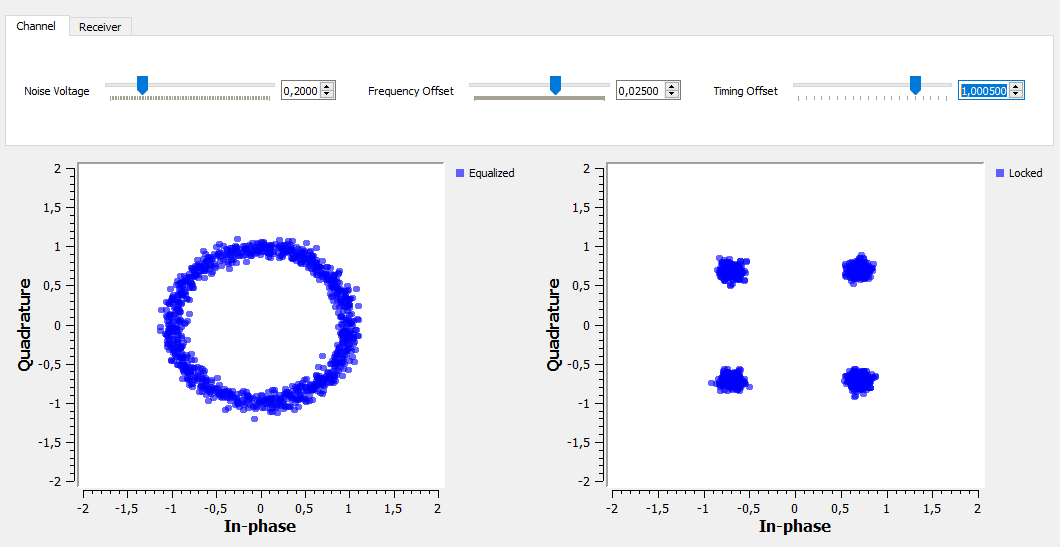 Channel Receiver
Noise Voltage 0,2000 Frequency Offset 0,02500 Timing Offset 1,000500
2
1,5
1
0,5
0
-0,5
-1
-1,5
-2
Quadrature
-2 -1,5 -1 -0,5 0 0,5 1 1,5 2
In-phase
Equalized
2
1,5
1
0,5
0
-0,5
-1
-1,5
-2
Quadrature
-2 -1,5 -1 -0,5 0 0,5 1 1,5 2
In-phase
Locked